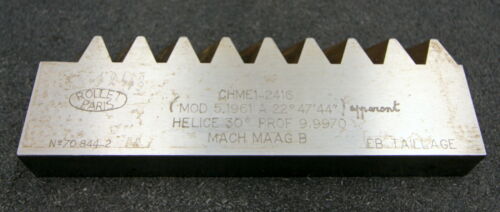 ROLLET
PARIS
CHME1-2416
(MOD 5,1961 A 22°47'44") apparent
HELICE 30° PROF 9,9970
MACH MAAG B
N° 70.844-2
EB. TAILLAGE